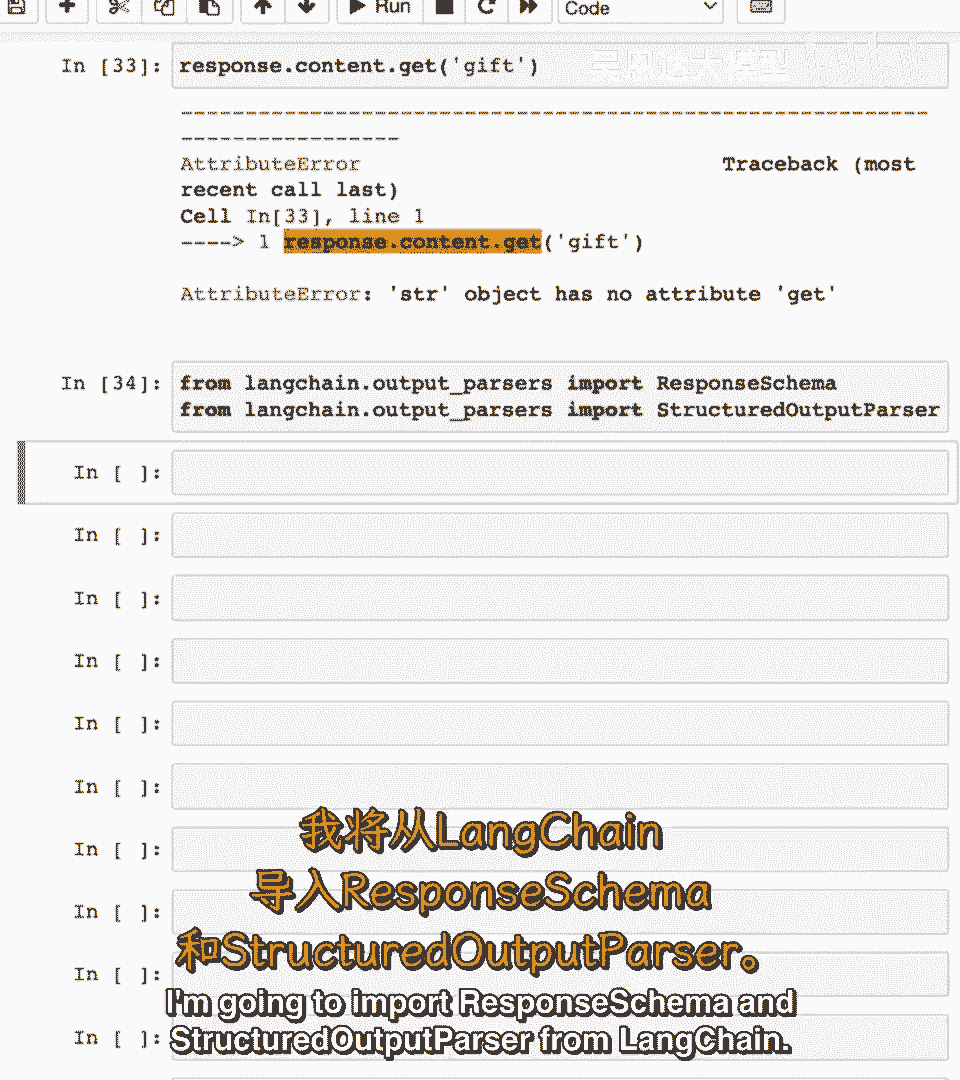 Run
Code
In [33]: response.content.get('gift')
AttributeError Traceback (most
recent call last)
Cell In[33], line 1
----> 1 response.content.get('gift')
AttributeError: 'str' object has no attribute 'get'
In [34]: from langchain.output_parsers import ResponseSchema
from langchain.output_parsers import StructuredOutputParser
In [ ]:
In [ ]:
In [ ]:
In [ ]:
In [ ]:
In [ ]:
In [ ]:
In [ ]:
In [ ]:
In [ ]:
我将从LangChain
导入ResponseSchema
和StructuredOutputParser。
I'm going to import ResponseSchema and
StructuredOutputParser from LangChain.